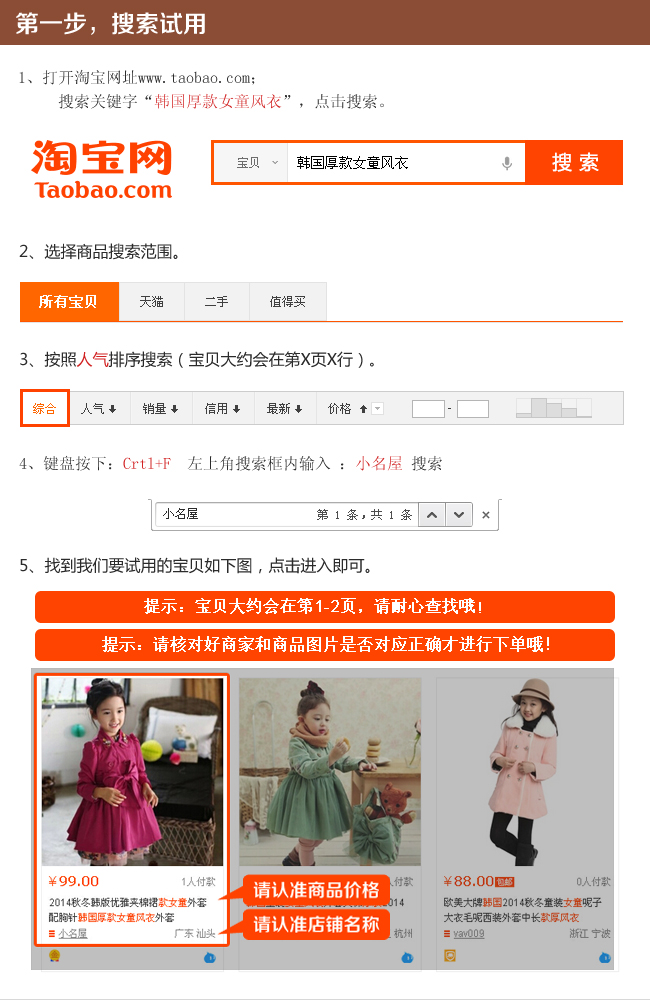 第一步，搜索试用
1、打开淘宝网址www.taobao.com；
搜索关键字“韩国厚款女童风衣”，点击搜索。
淘宝网
Taobao.com
宝贝
韩国厚款女童风衣
搜索
2、选择商品搜索范围。
所有宝贝 天猫 二手 值得买
3、按照人气排序搜索（宝贝大约会在第X页X行）。
综合 人气 销量 信用 最新 价格 -
4、键盘按下：Crtl+F 左上角搜索框内输入：小名屋 搜索
小名屋 第 1 条，共 1 条
5、找到我们要试用的宝贝如下图，点击进入即可。
提示：宝贝大约会在第1-2页，请耐心查找哦！
提示：请核对好商家和商品图片是否对应正确才进行下单哦！
¥99.00 1人付款
2014秋冬韩版优雅夹棉裙款女童外套
配胸针韩国厚款女童风衣外套
小名屋 广东 汕头
请认准商品价格
请认准店铺名称
人付款
2014
杭州
¥88.00 包邮 0人付款
欧美大牌韩国2014秋冬童装女童呢子
大衣毛呢西装外套中长款厚风衣
vav009 浙江 宁波